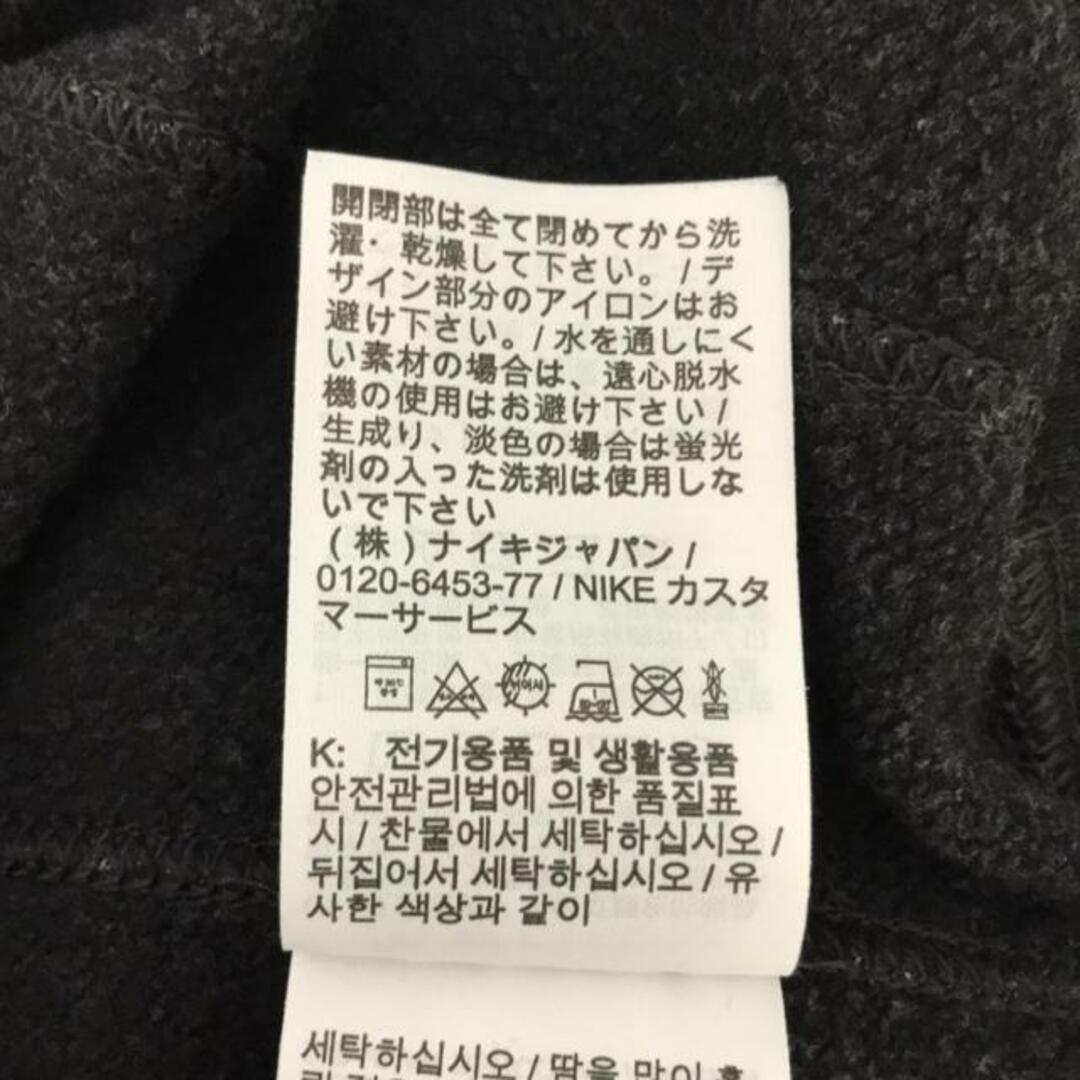 開閉部は全て閉めてから洗
濯・乾燥して下さい。 / デ
ザイン部分のアイロンはお
避け下さい。/ 水を通しにく
い素材の場合は、遠心脱水
機の使用はお避け下さい /
生成り、淡色の場合は蛍光
剤の入った洗剤は使用しな
いで下さい
(株)ナイキジャパン /
0120-6453-77 / NIKE カスタ
マーサービス
K: 전기용품 및 생활용품
안전관리법에 의한 품질표
시 / 찬물에서 세탁하십시오 /
뒤집어서 세탁하십시오 / 유
사한 색상과 같이
세탁하십시오 / 땀을 많이